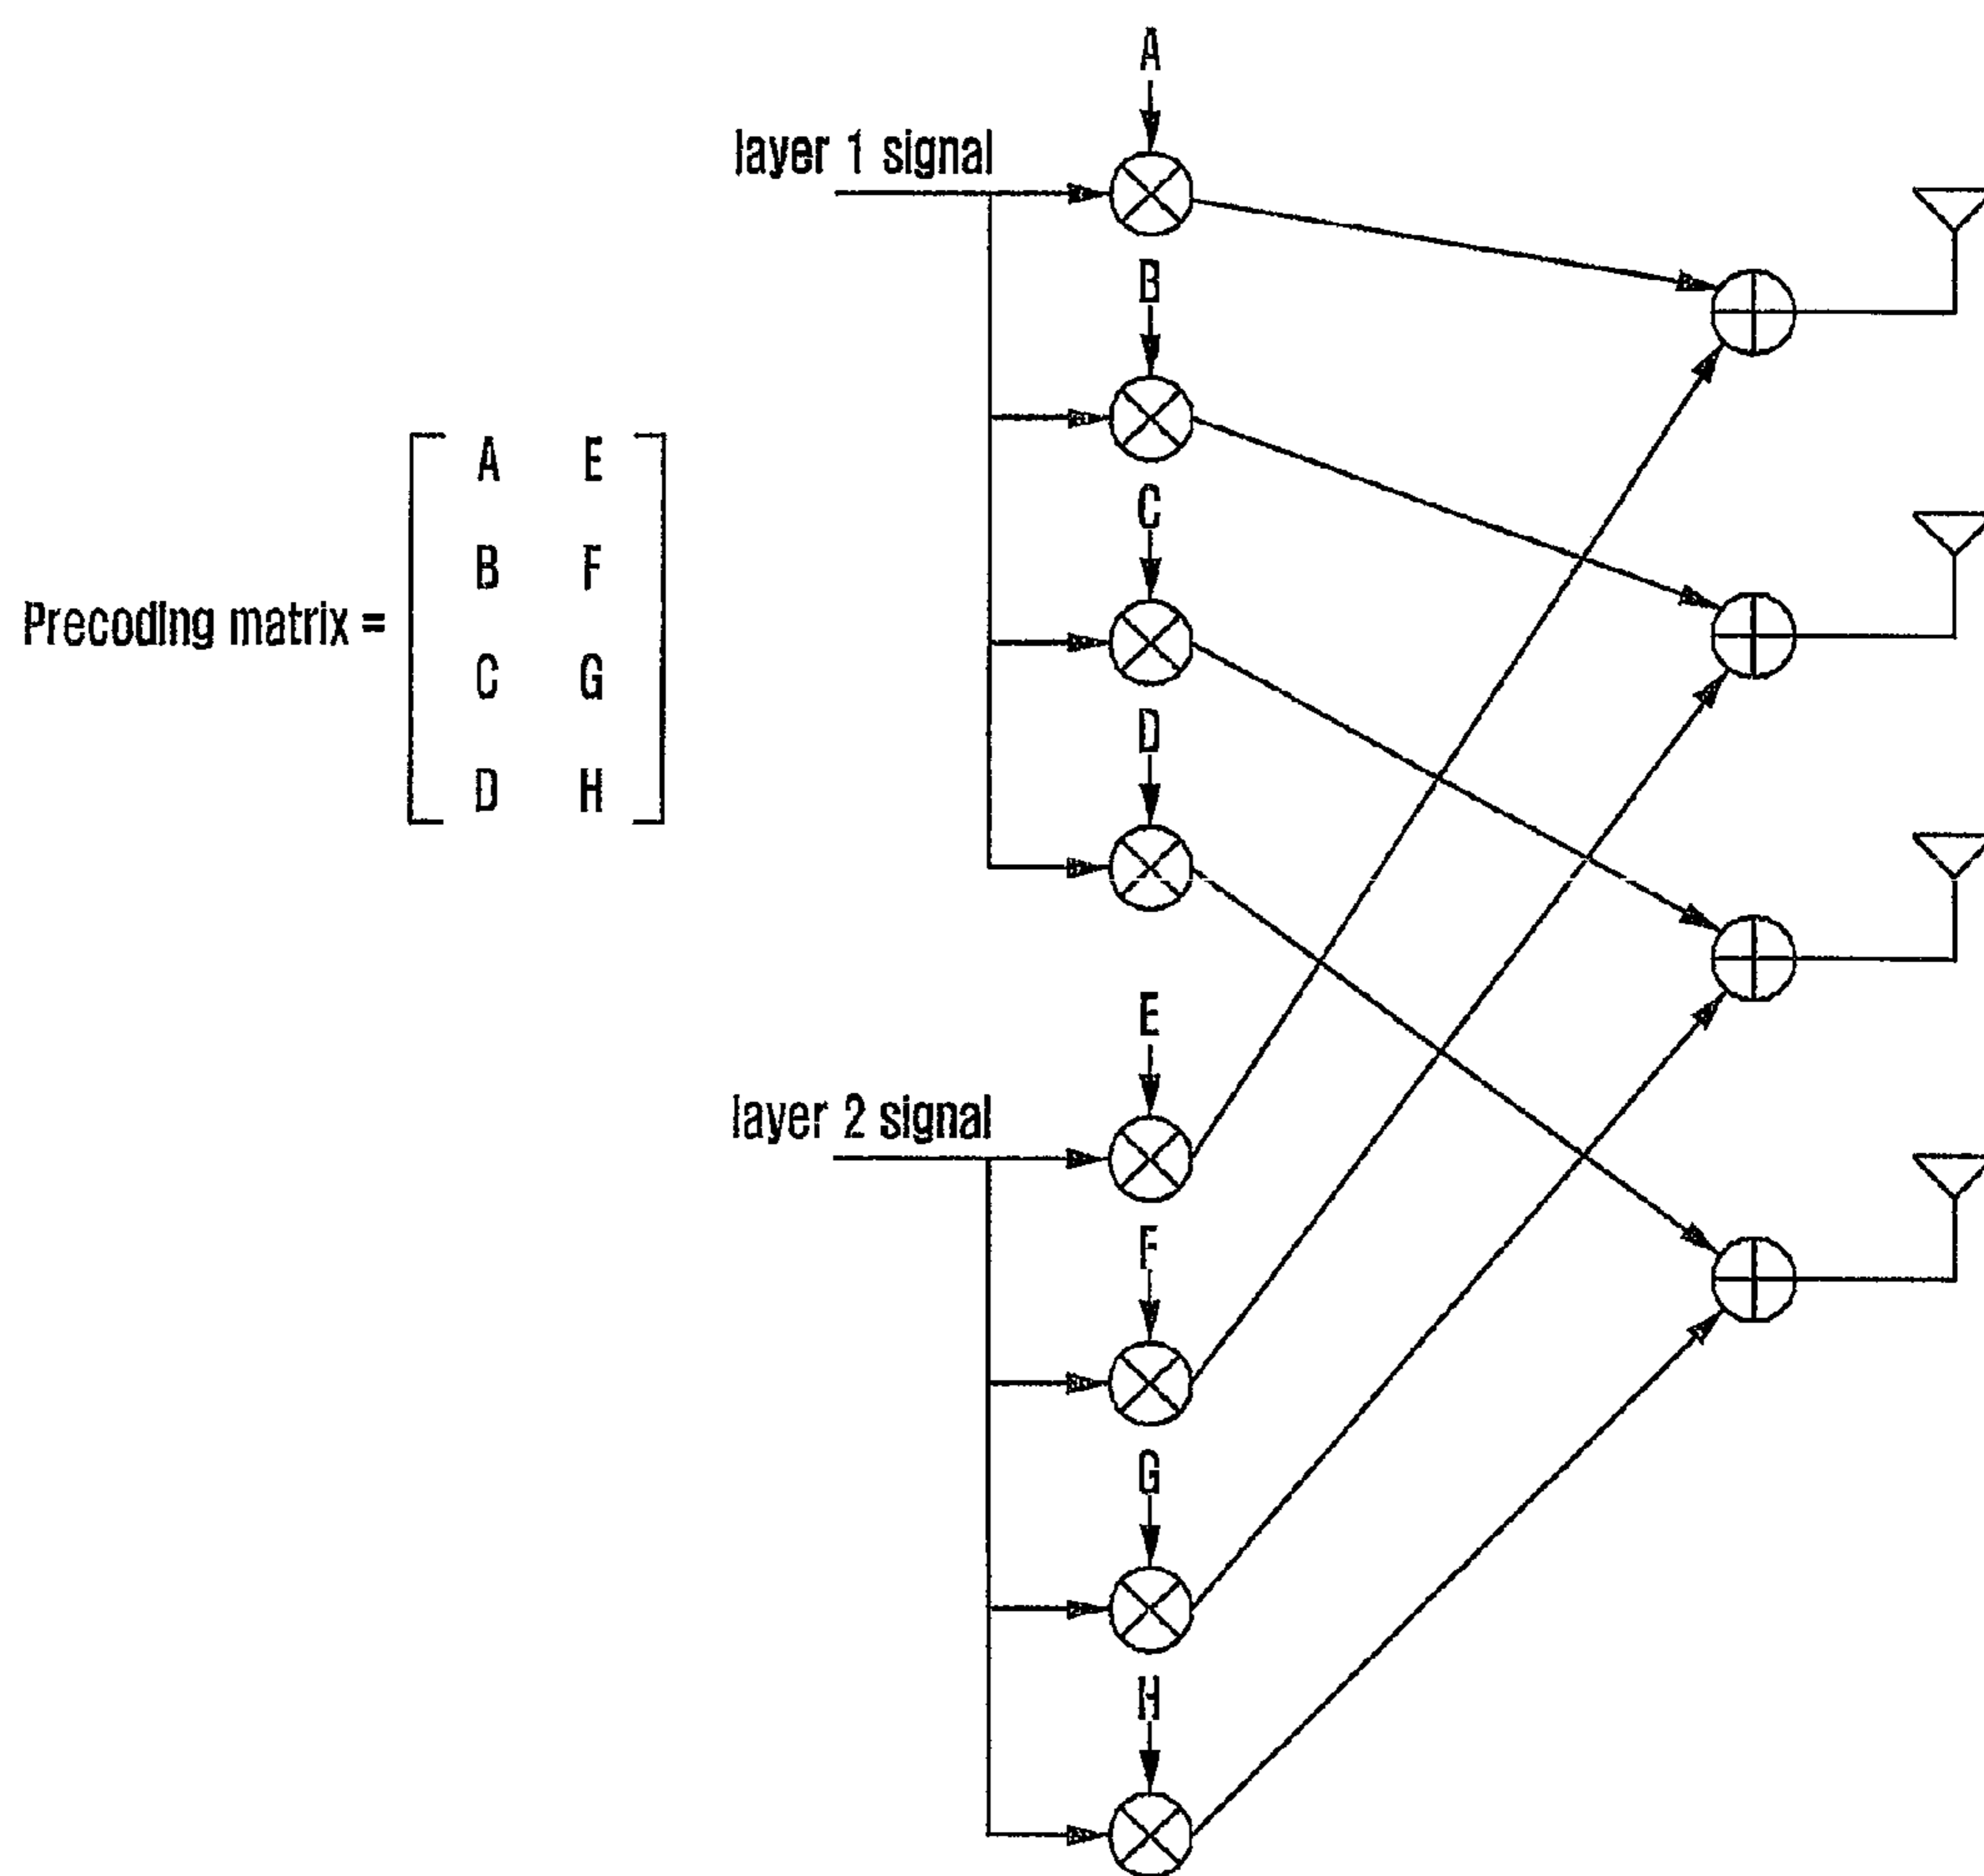 A
layer 1 signal
B
C
D
Precoding matrix =
A E
B F
C G
D H
E
layer 2 signal
F
G
H